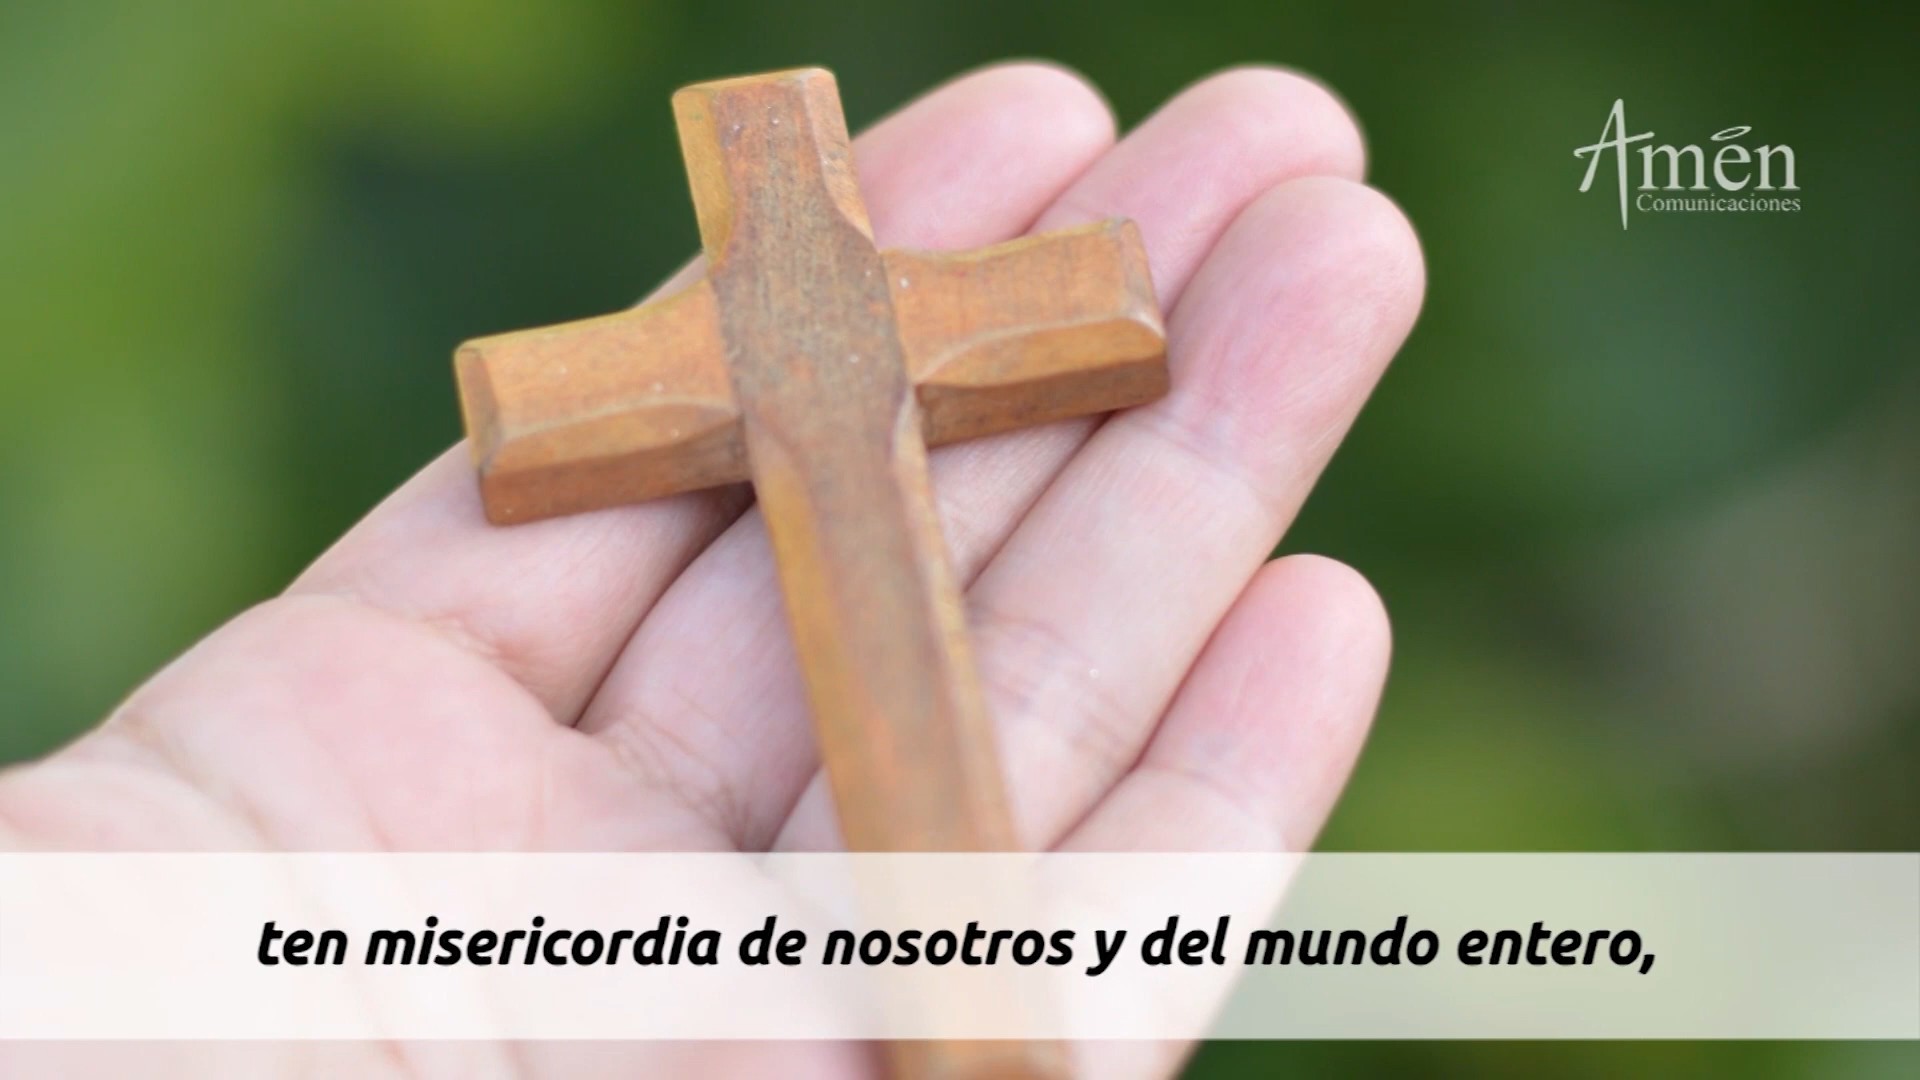 Amén
Comunicaciones
ten misericordia de nosotros y del mundo entero,